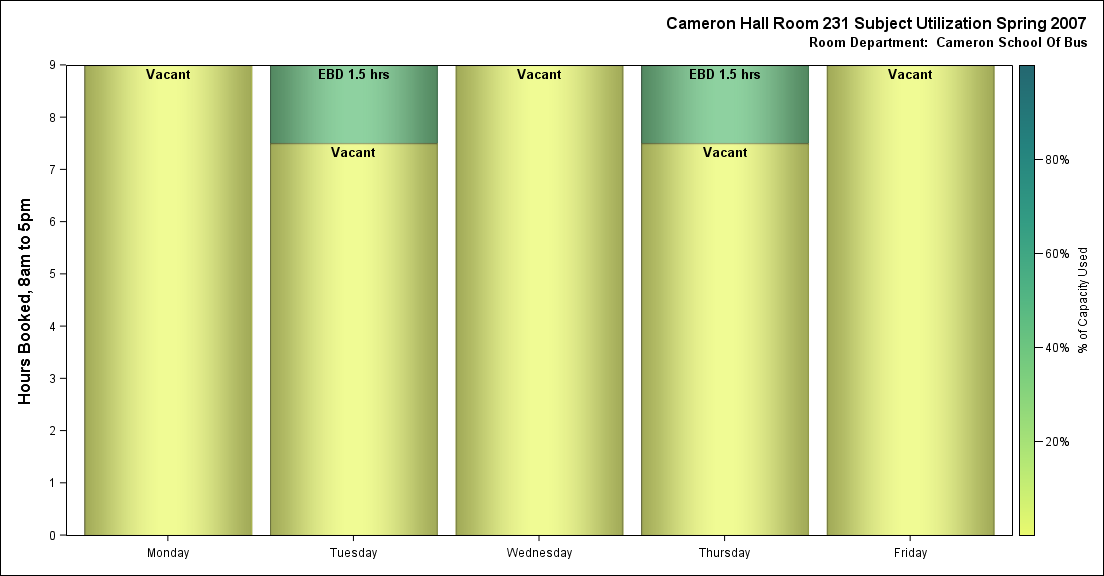 Cameron Hall Room 231 Subject Utilization Spring 2007
Room Department:  Cameron School Of Bus
Hours Booked, 8am to 5pm
9
8
7
6
5
4
3
2
1
0
Vacant
EBD 1.5 hrs
Vacant
Vacant
EBD 1.5 hrs
Vacant
Vacant
Monday
Tuesday
Wednesday
Thursday
Friday
80%
60%
40%
20%
% of Capacity Used